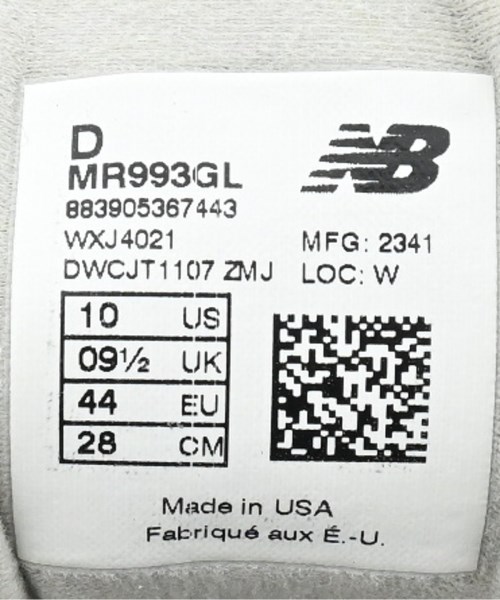 D
MR993GL
NB
883905367443
WXJ4021
MFG: 2341
DWCJT1107 ZMJ
LOC: W
10 US
09½ UK
44 EU
28 CM
Made in USA
Fabriqué aux É.-U.